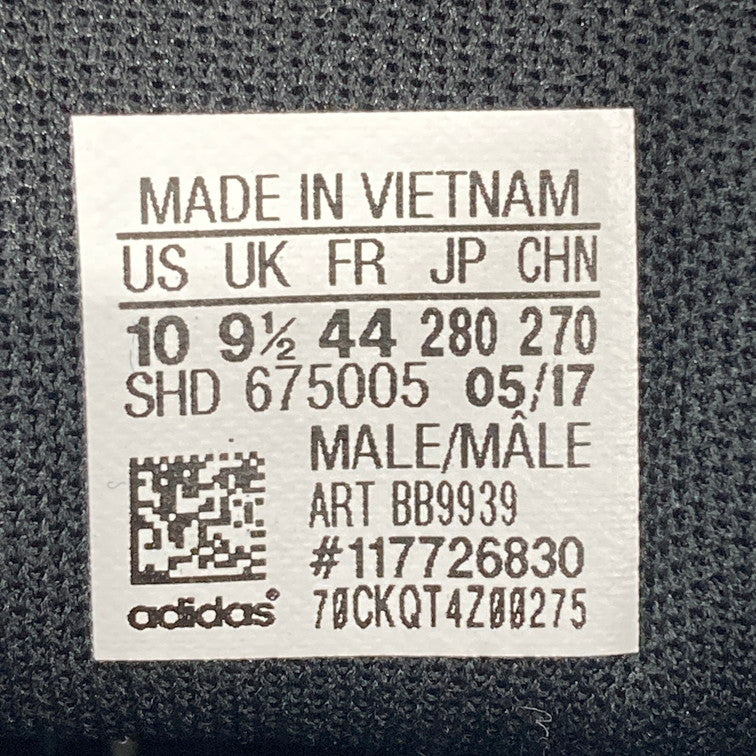 MADE IN VIETNAM
US UK FR JP CHN
10 9½ 44 280 270
SHD 675005 05/17
MALE/MÂLE
ART BB9939
#117726830
adidas® 70CKQT4Z00275